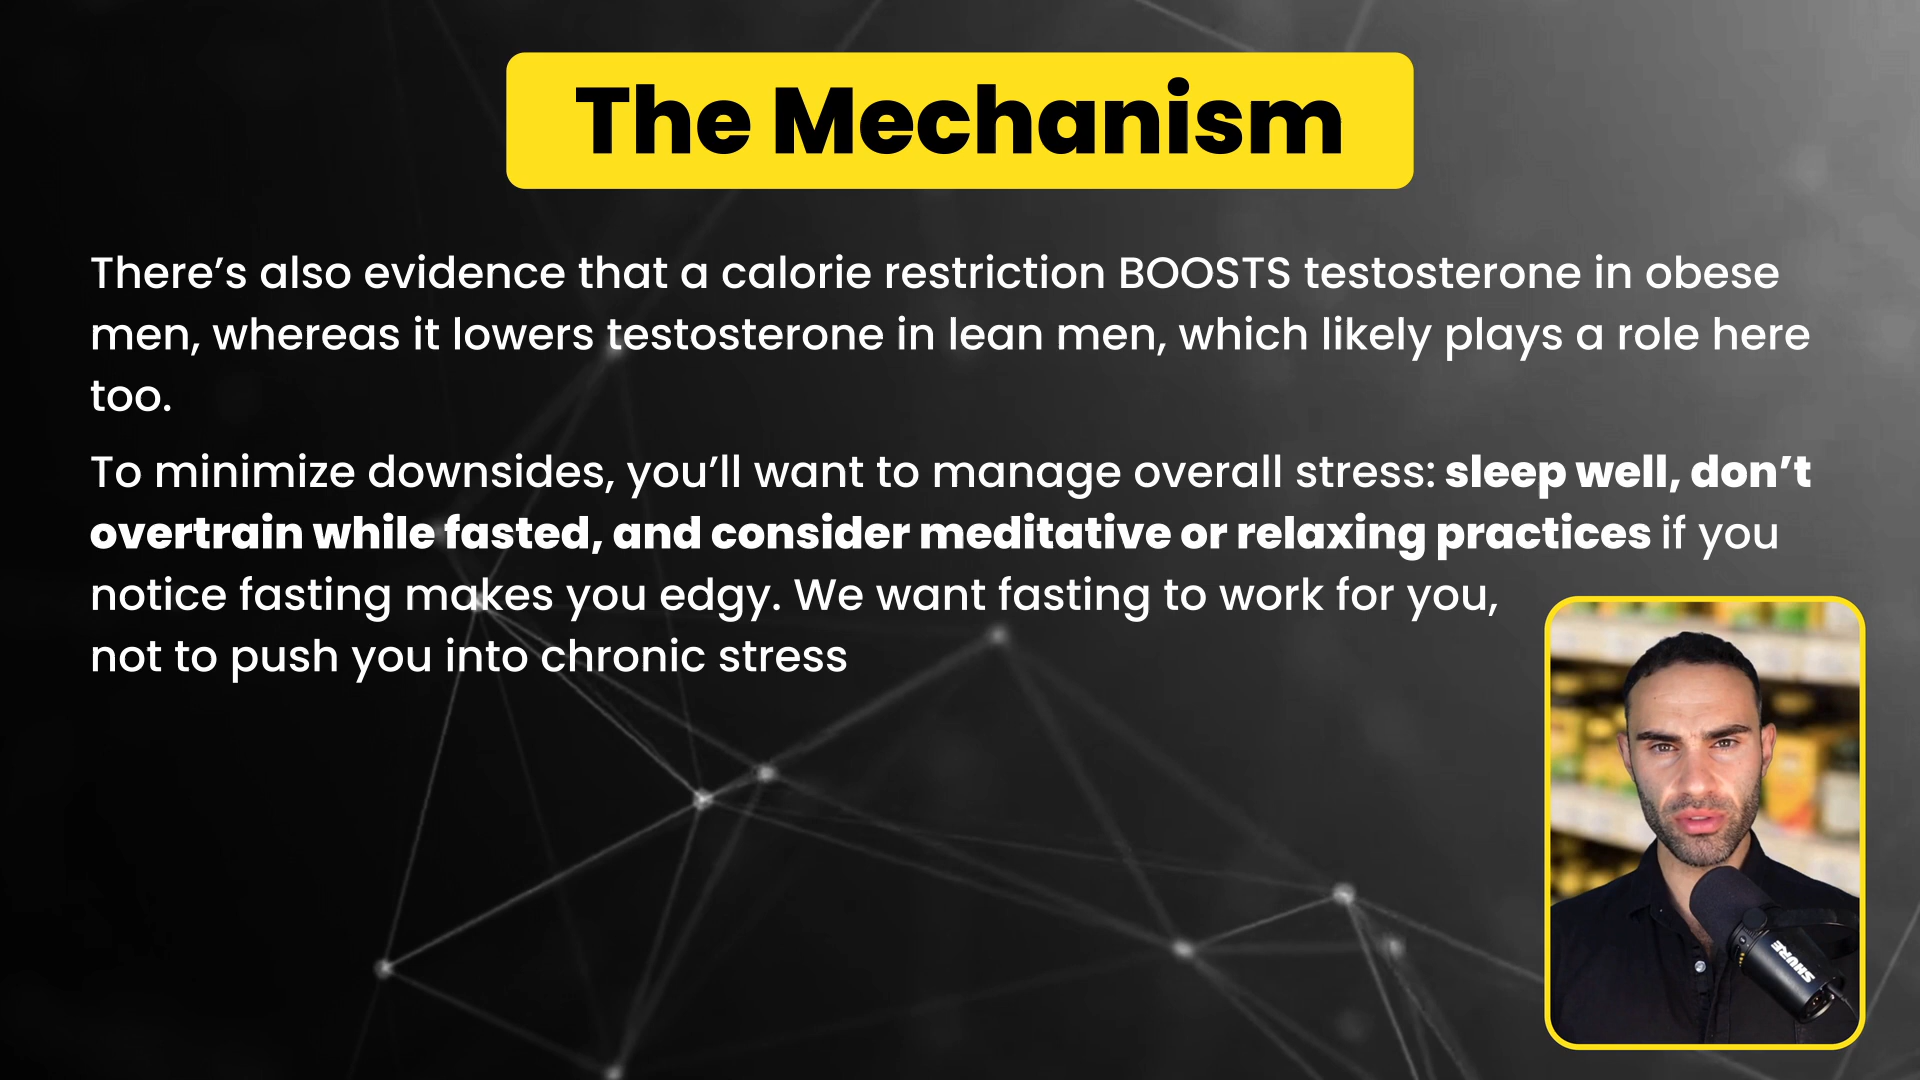 The Mechanism
There’s also evidence that a calorie restriction BOOSTS testosterone in obese
men, whereas it lowers testosterone in lean men, which likely plays a role here
too.
To minimize downsides, you’ll want to manage overall stress: sleep well, don’t
overtrain while fasted, and consider meditative or relaxing practices if you
notice fasting makes you edgy. We want fasting to work for you,
not to push you into chronic stress
SHURE